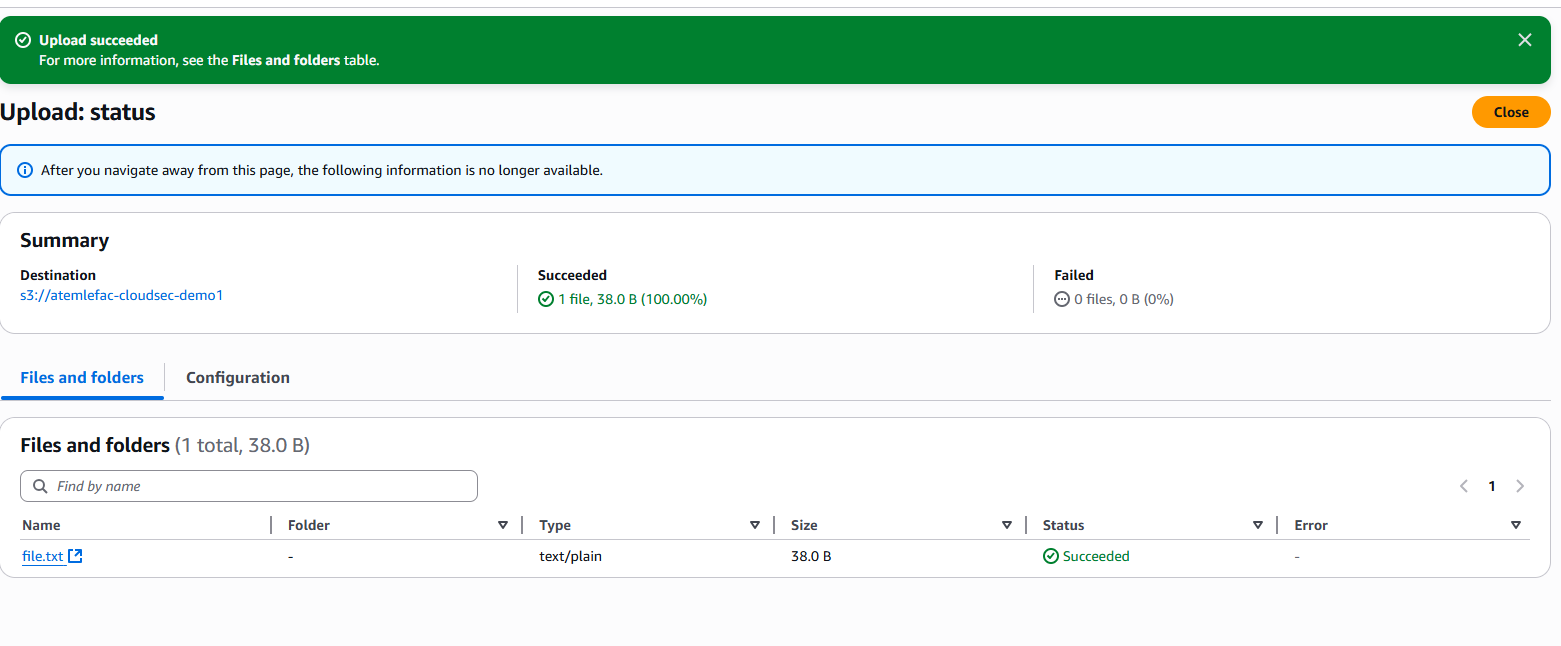 Upload succeeded
For more information, see the Files and folders table.
Upload: status
Close
After you navigate away from this page, the following information is no longer available.
Summary
Destination
s3://atemlefac-cloudsec-demo1
Succeeded
1 file, 38.0 B (100.00%)
Failed
0 files, 0 B (0%)
Files and folders
Configuration
Files and folders (1 total, 38.0 B)
Find by name
1
Name Folder Type Size Status Error
file.txt - text/plain 38.0 B Succeeded -